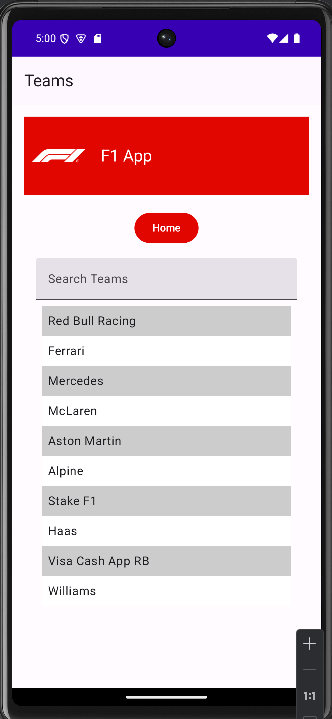 5:00
Teams
F1 App
Home
Search Teams
Red Bull Racing
Ferrari
Mercedes
McLaren
Aston Martin
Alpine
Stake F1
Haas
Visa Cash App RB
Williams
1:1